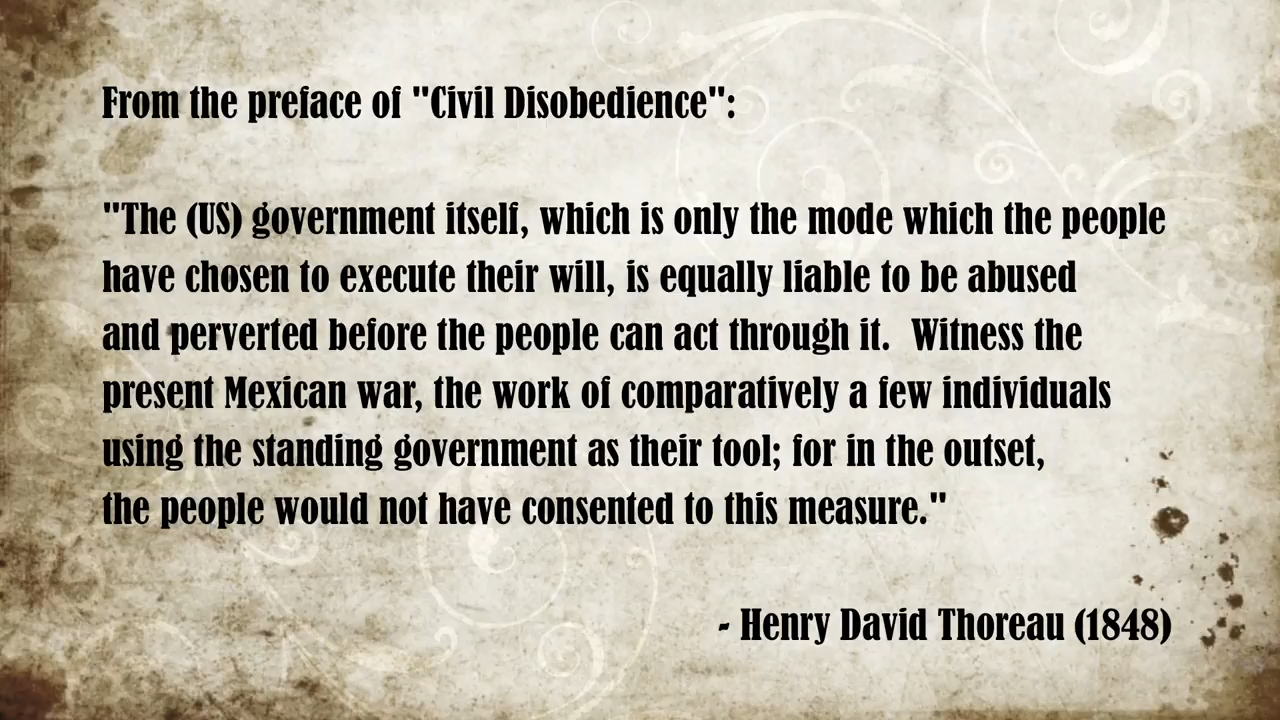 From the preface of "Civil Disobedience":
"The (US) government itself, which is only the mode which the people
have chosen to execute their will, is equally liable to be abused
and perverted before the people can act through it.  Witness the
present Mexican war, the work of comparatively a few individuals
using the standing government as their tool; for in the outset,
the people would not have consented to this measure."
- Henry David Thoreau (1848)